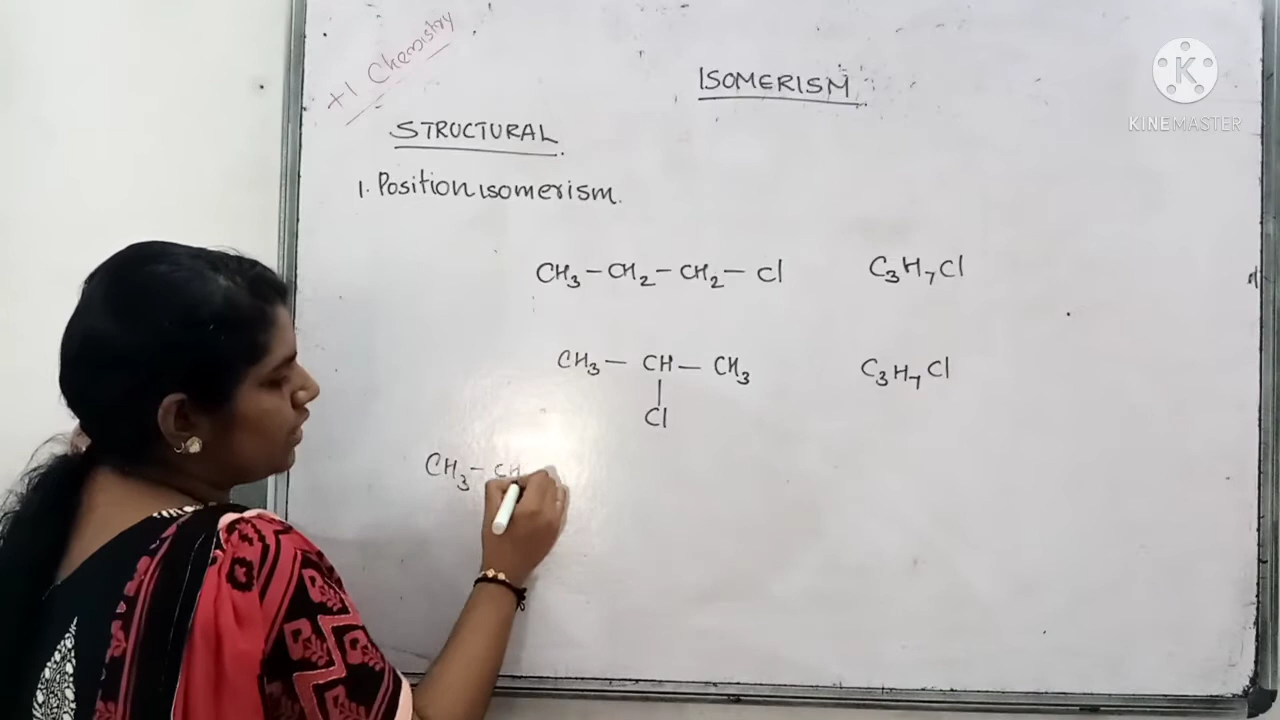 +1 Chemistry
ISOMERISM
KINEMASTER
STRUCTURAL
1. Position isomerism.
CH₃ – CH₂ – CH₂ – Cl C₃H₇Cl
CH₃ – CH – CH₃ C₃H₇Cl
|
Cl
CH₃ – CH